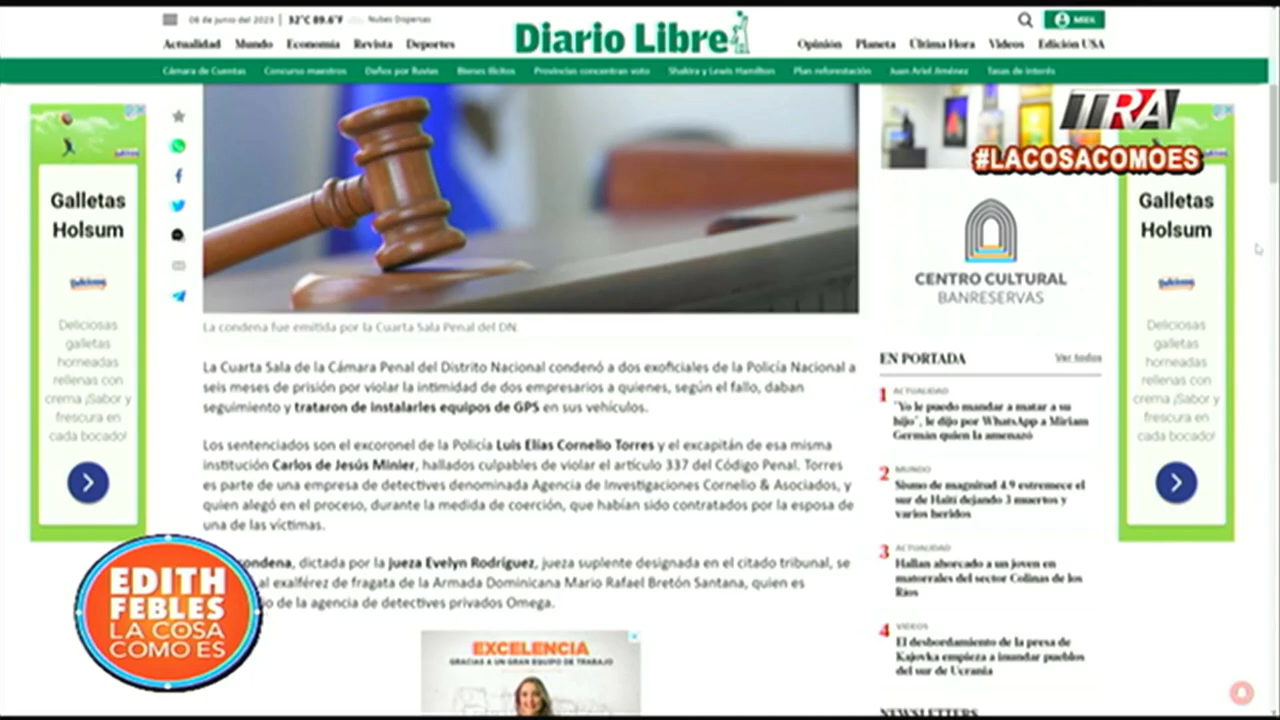 06 de junio del 2023 | 32°C 89.6°F Nubes Dispersas
Diario Libre
MIDL
Actualidad Mundo Economía Revista Deportes
Opinión Planeta Última Hora Videos Edición USA
Cámara de Cuentas Concurso maestros Daños por lluvias Bienes ilícitos Provincias concentran voto Shakira y Lewis Hamilton Plan reforestación Juan Ariel Jiménez Tasas de interés
TRA
#LACOSACOMOES
Galletas
Holsum
Deliciosas
galletas
horneadas
rellenas con
crema ¡Sabor y
frescura en
cada bocado!
La condena fue emitida por la Cuarta Sala Penal del DN.
La Cuarta Sala de la Cámara Penal del Distrito Nacional condenó a dos exoficiales de la Policía Nacional a
seis meses de prisión por violar la intimidad de dos empresarios a quienes, según el fallo, daban
seguimiento y trataron de instalarles equipos de GPS en sus vehículos.
Los sentenciados son el excoronel de la Policía Luis Elías Cornelio Torres y el excapitán de esa misma
institución Carlos de Jesús Minier, hallados culpables de violar el artículo 337 del Código Penal. Torres
es parte de una empresa de detectives denominada Agencia de Investigaciones Cornelio & Asociados, y
quien alegó en el proceso, durante la medida de coerción, que habían sido contratados por la esposa de
una de las víctimas.
condena, dictada por la jueza Evelyn Rodríguez, jueza suplente designada en el citado tribunal, se
al exalférez de fragata de la Armada Dominicana Mario Rafael Bretón Santana, quien es
o de la agencia de detectives privados Omega.
EXCELENCIA
GRACIAS A UN GRAN EQUIPO DE TRABAJO
CENTRO CULTURAL
BANRESERVAS
EN PORTADA Ver todos
1 ACTUALIDAD
"Yo le puedo mandar a matar a su
hijo", le dijo por WhatsApp a Miriam
Germán quien la amenazó
2 MUNDO
Sismo de magnitud 4.9 estremece el
sur de Haití dejando 3 muertos y
varios heridos
3 ACTUALIDAD
Hallan ahorcado a un joven en
matorrales del sector Colinas de los
Ríos
4 VIDEOS
El desbordamiento de la presa de
Kajovka empieza a inundar pueblos
del sur de Ucrania
NEWSLETTERS
Galletas
Holsum
Deliciosas
galletas
horneadas
rellenas con
crema ¡Sabor y
frescura en
cada bocado!
EDITH
FEBLES
LA COSA
COMO ES